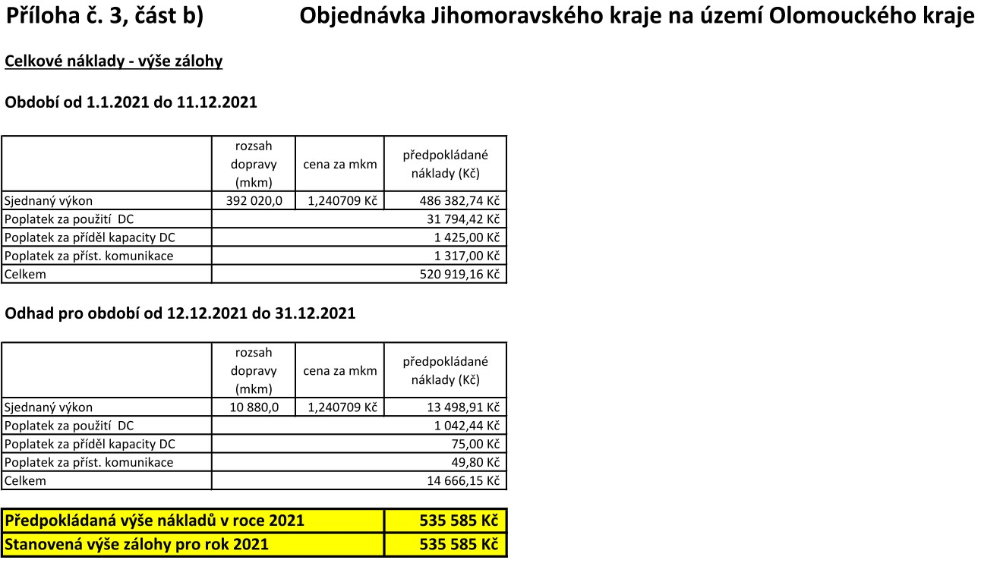 Příloha č. 3, část b) Objednávka Jihomoravského kraje na území Olomouckého kraje
Celkové náklady - výše zálohy
Období od 1.1.2021 do 11.12.2021
rozsah dopravy (mkm) cena za mkm předpokládané náklady (Kč)
Sjednaný výkon 392 020,0 1,240709 Kč 486 382,74 Kč
Poplatek za použití  DC 31 794,42 Kč
Poplatek za příděl kapacity DC 1 425,00 Kč
Poplatek za příst. komunikace 1 317,00 Kč
Celkem 520 919,16 Kč
Odhad pro období od 12.12.2021 do 31.12.2021
rozsah dopravy (mkm) cena za mkm předpokládané náklady (Kč)
Sjednaný výkon 10 880,0 1,240709 Kč 13 498,91 Kč
Poplatek za použití  DC 1 042,44 Kč
Poplatek za příděl kapacity DC 75,00 Kč
Poplatek za příst. komunikace 49,80 Kč
Celkem 14 666,15 Kč
Předpokládaná výše nákladů v roce 2021 535 585 Kč
Stanovená výše zálohy pro rok 2021 535 585 Kč